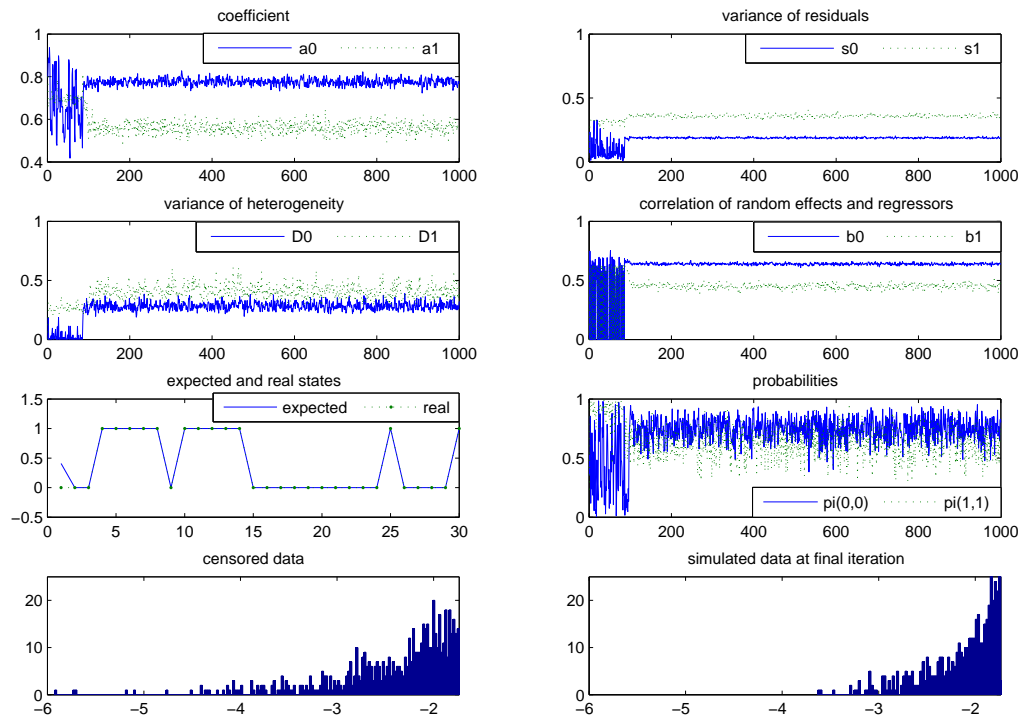 coefficient
1
0.8
0.6
0.4
a0 a1
0 200 400 600 800 1000
variance of residuals
1
0.5
0
s0 s1
0 200 400 600 800 1000
variance of heterogeneity
1
0.5
0
D0 D1
0 200 400 600 800 1000
correlation of random effects and regressors
1
0.5
0
b0 b1
0 200 400 600 800 1000
expected and real states
1.5
1
0.5
0
−0.5
expected real
5 10 15 20 25 30
probabilities
1
0.5
0
pi(0,0) pi(1,1)
0 200 400 600 800 1000
censored data
20
10
0
−6 −5 −4 −3 −2
simulated data at final iteration
20
10
0
−6 −5 −4 −3 −2